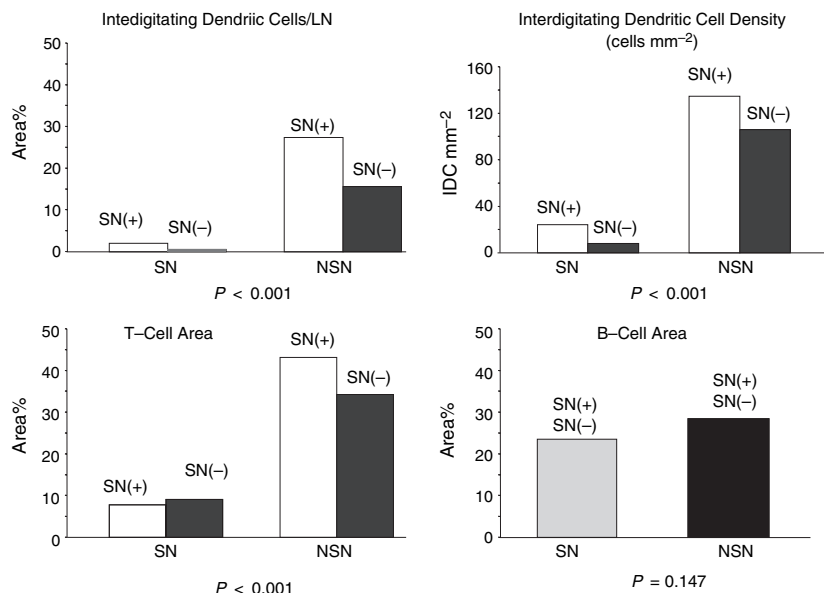 Intedigitating Dendriic Cells/LN
50
40
30
20
10
0
Area%
SN(+)
SN(–)
SN(+)
SN(–)
SN
NSN
P < 0.001
Interdigitating Dendritic Cell Density
(cells mm–2)
160
120
80
40
0
IDC mm–2
SN(+)
SN(–)
SN(+)
SN(–)
SN
NSN
P < 0.001
T–Cell Area
50
40
30
20
10
0
Area%
SN(+)
SN(–)
SN(+)
SN(–)
SN
NSN
P < 0.001
B–Cell Area
50
40
30
20
10
0
Area%
SN(+)
SN(–)
SN(+)
SN(–)
SN
NSN
P = 0.147